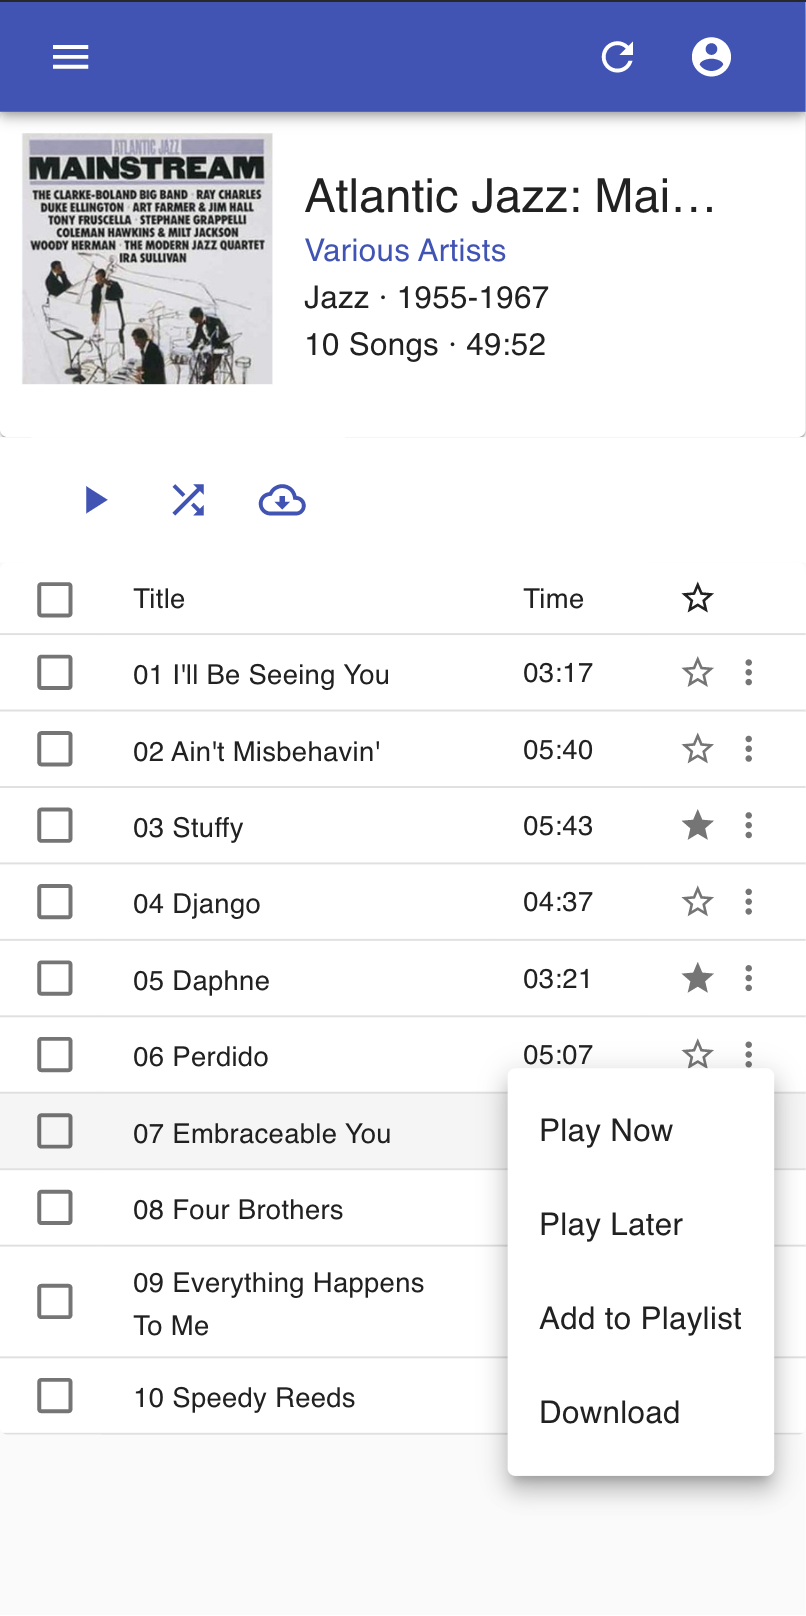 ATLANTIC JAZZ
MAINSTREAM
THE CLARKE-BOLAND BIG BAND · RAY CHARLES
DUKE ELLINGTON · ART FARMER & JIM HALL
TONY FRUSCELLA · STEPHANE GRAPPELLI
COLEMAN HAWKINS & MILT JACKSON
WOODY HERMAN · THE MODERN JAZZ QUARTET
IRA SULLIVAN
Atlantic Jazz: Mai…
Various Artists
Jazz · 1955-1967
10 Songs · 49:52
Title Time
01 I'll Be Seeing You 03:17
02 Ain't Misbehavin' 05:40
03 Stuffy 05:43
04 Django 04:37
05 Daphne 03:21
06 Perdido 05:07
07 Embraceable You
08 Four Brothers
09 Everything Happens
To Me
10 Speedy Reeds
Play Now
Play Later
Add to Playlist
Download